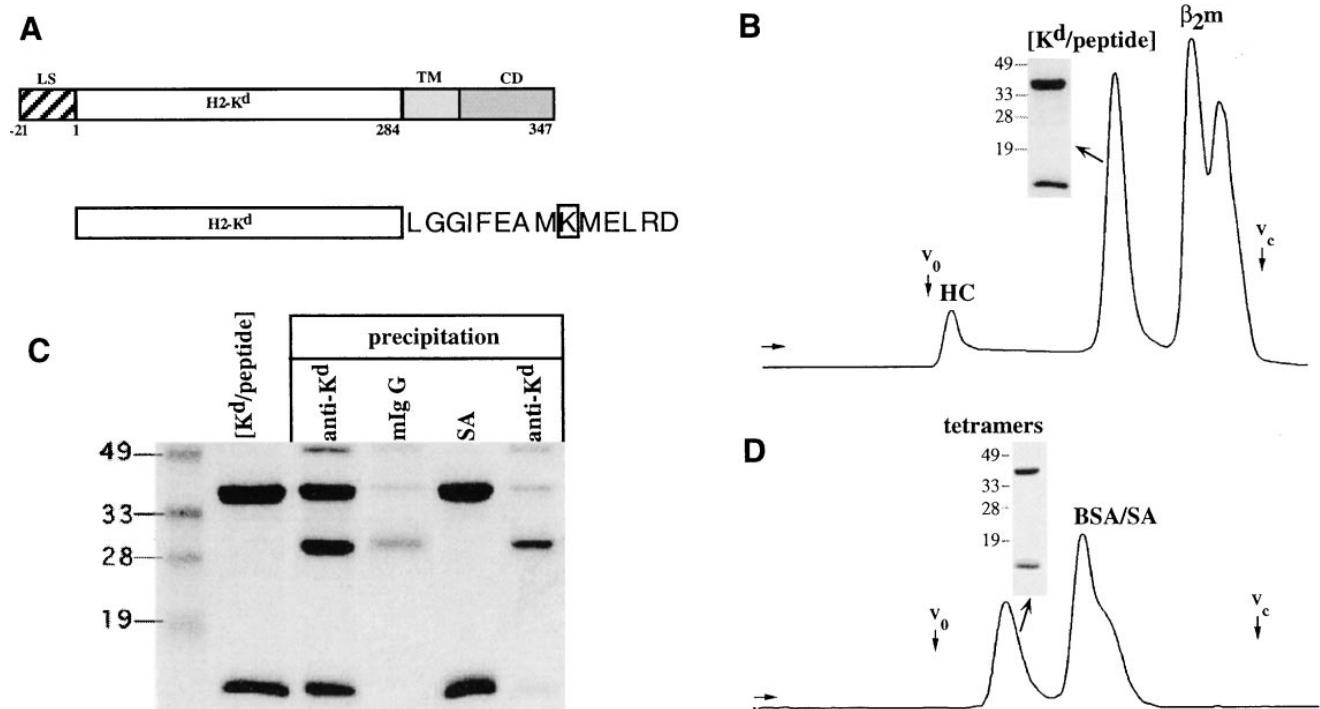 A
LS
TM
CD
H2-Kᵈ
-21
1
284
347
H2-Kᵈ
LGGIFEAMKMELRD
B
[Kᵈ/peptide]
β₂m
49
33
28
19
v₀
HC
v_c
C
precipitation
[Kᵈ/peptide]
anti-Kᵈ
mIg G
SA
anti-Kᵈ
49
33
28
19
D
tetramers
49
33
28
19
BSA/SA
v₀
v_c